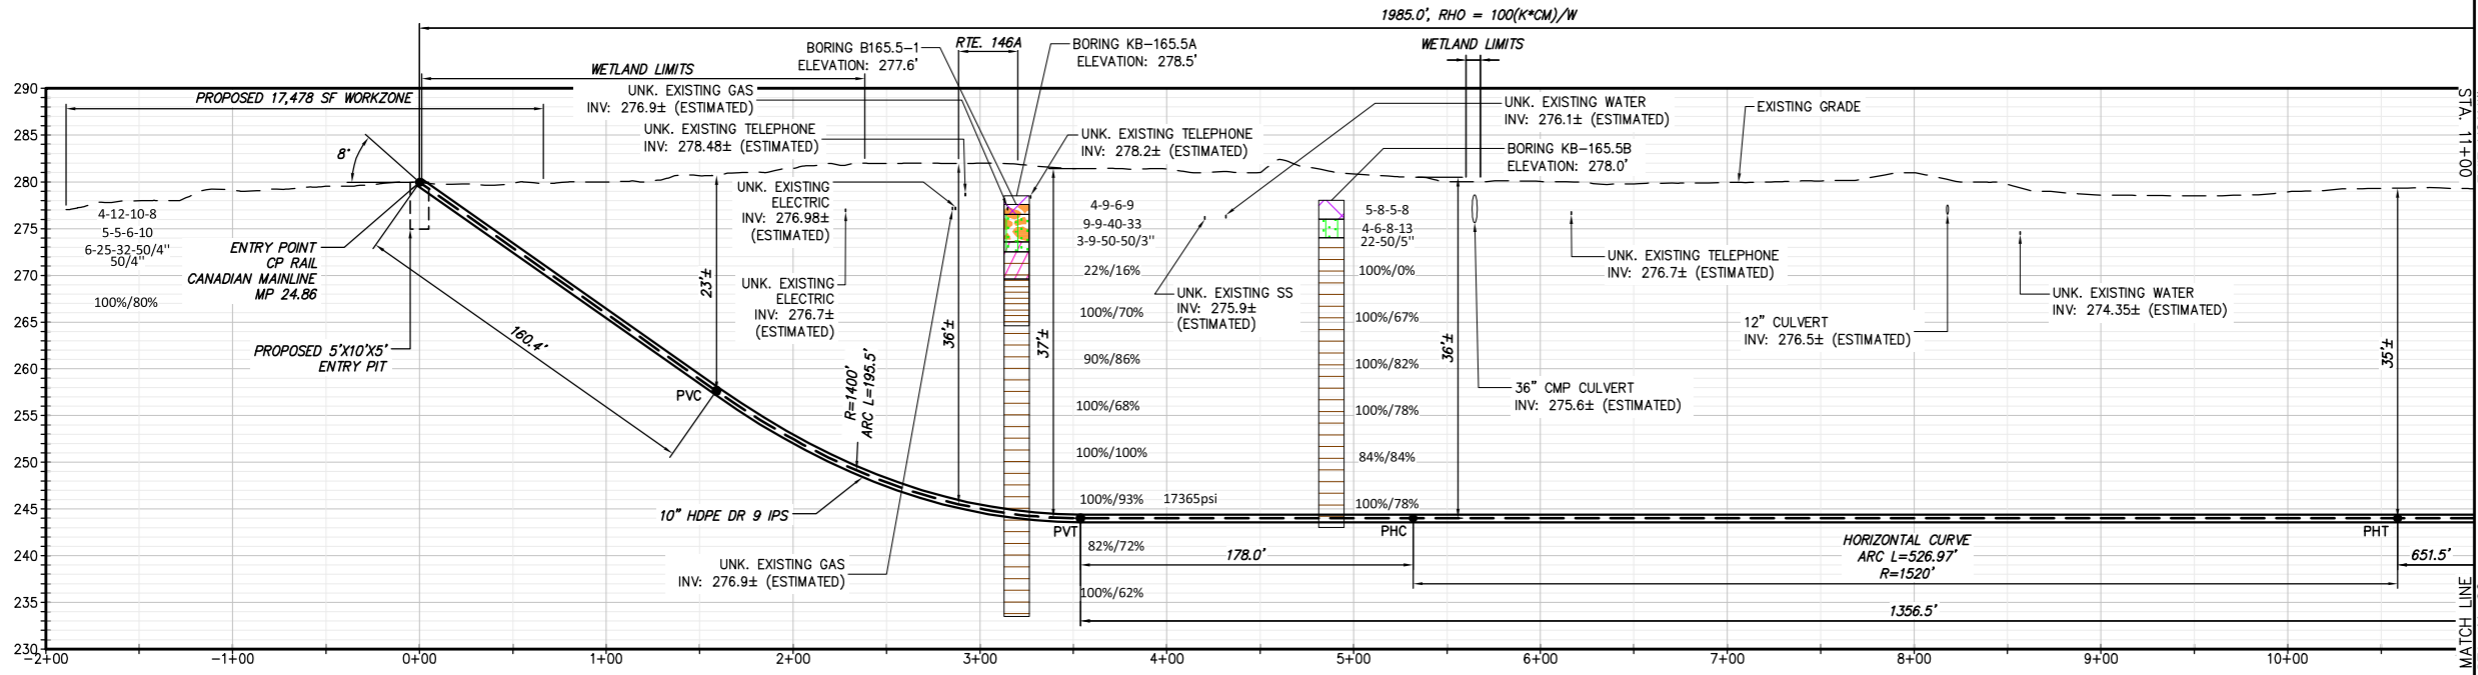 1985.0', RHO = 100(K*CM)/W
BORING B165.5-1
ELEVATION: 277.6'
RTE. 146A
BORING KB-165.5A
ELEVATION: 278.5'
WETLAND LIMITS
WETLAND LIMITS
PROPOSED 17,478 SF WORKZONE
UNK. EXISTING GAS
INV: 276.9± (ESTIMATED)
UNK. EXISTING TELEPHONE
INV: 278.48± (ESTIMATED)
UNK. EXISTING TELEPHONE
INV: 278.2± (ESTIMATED)
UNK. EXISTING WATER
INV: 276.1± (ESTIMATED)
EXISTING GRADE
BORING KB-165.5B
ELEVATION: 278.0'
STA. 11+00
8°
4-12-10-8
5-5-6-10
6-25-32-50/4"
50/4"
100%/80%
ENTRY POINT
CP RAIL
CANADIAN MAINLINE
MP 24.86
PROPOSED 5'X10'X5'
ENTRY PIT
160.4'
23'±
PVC
UNK. EXISTING
ELECTRIC
INV: 276.98±
(ESTIMATED)
UNK. EXISTING
ELECTRIC
INV: 276.7±
(ESTIMATED)
R=1400'
ARC L=195.5'
10" HDPE DR 9 IPS
UNK. EXISTING GAS
INV: 276.9± (ESTIMATED)
36'±
37'±
4-9-6-9
9-9-40-33
3-9-50-50/3"
22%/16%
100%/70%
90%/86%
100%/68%
100%/100%
100%/93%
17365psi
82%/72%
100%/62%
UNK. EXISTING SS
INV: 275.9±
(ESTIMATED)
5-8-5-8
4-6-8-13
22-50/5"
100%/0%
100%/67%
100%/82%
100%/78%
84%/84%
100%/78%
36'±
36" CMP CULVERT
INV: 275.6± (ESTIMATED)
UNK. EXISTING TELEPHONE
INV: 276.7± (ESTIMATED)
12" CULVERT
INV: 276.5± (ESTIMATED)
UNK. EXISTING WATER
INV: 274.35± (ESTIMATED)
35'±
PVT
PHC
PHT
178.0'
HORIZONTAL CURVE
ARC L=526.97'
R=1520'
651.5'
1356.5'
MATCH LINE
290
285
280
275
270
265
260
255
250
245
240
235
230
-2+00
-1+00
0+00
1+00
2+00
3+00
4+00
5+00
6+00
7+00
8+00
9+00
10+00